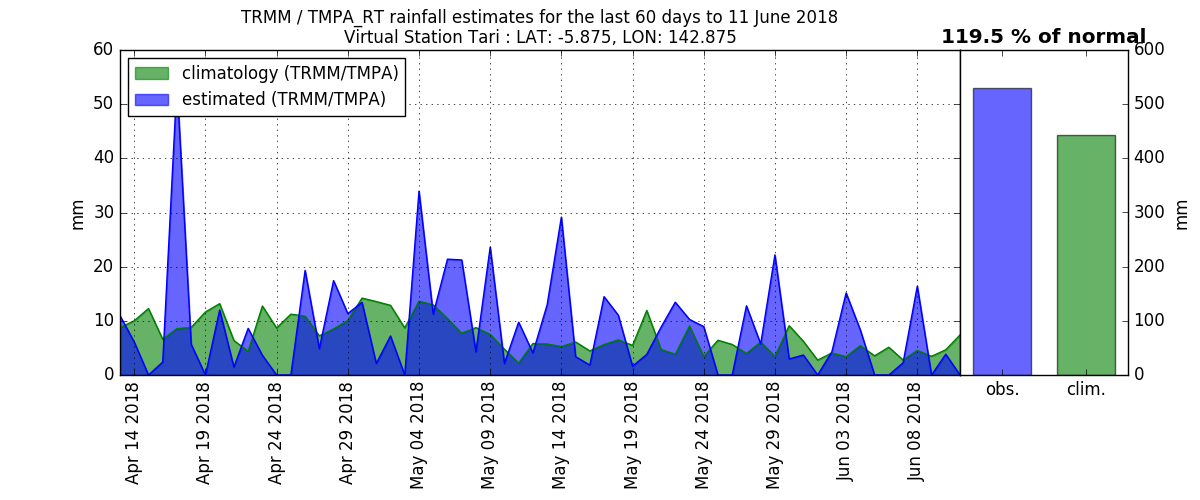 TRMM / TMPA_RT rainfall estimates for the last 60 days to 11 June 2018
Virtual Station Tari : LAT: -5.875, LON: 142.875
119.5 % of normal
climatology (TRMM/TMPA)
estimated (TRMM/TMPA)
60
50
40
30
20
10
0
mm
600
500
400
300
200
100
0
mm
Apr 14 2018
Apr 19 2018
Apr 24 2018
Apr 29 2018
May 04 2018
May 09 2018
May 14 2018
May 19 2018
May 24 2018
May 29 2018
Jun 03 2018
Jun 08 2018
obs.
clim.